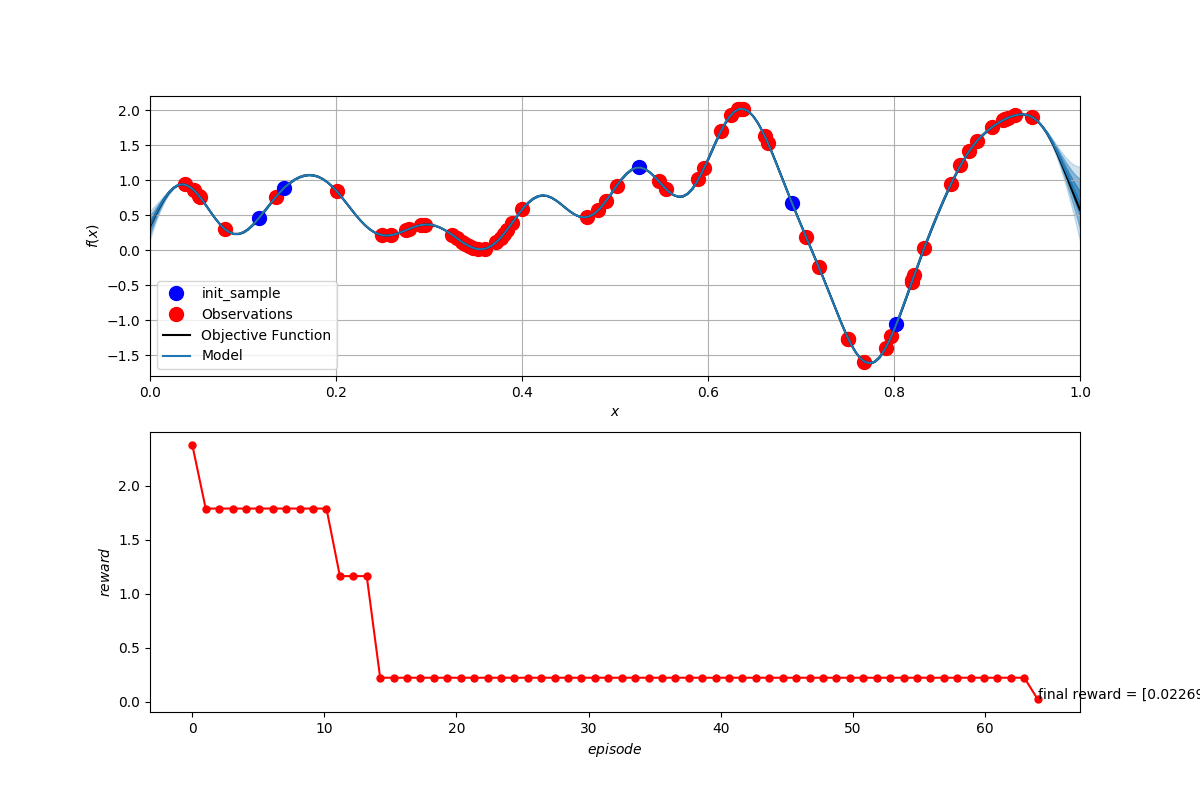 2.0
1.5
1.0
0.5
0.0
−0.5
−1.0
−1.5
f(x)
init_sample
Observations
Objective Function
Model
0.0 0.2 0.4 0.6 0.8 1.0
x
2.0
1.5
1.0
0.5
0.0
reward
final reward = [0.02269
0 10 20 30 40 50 60
episode